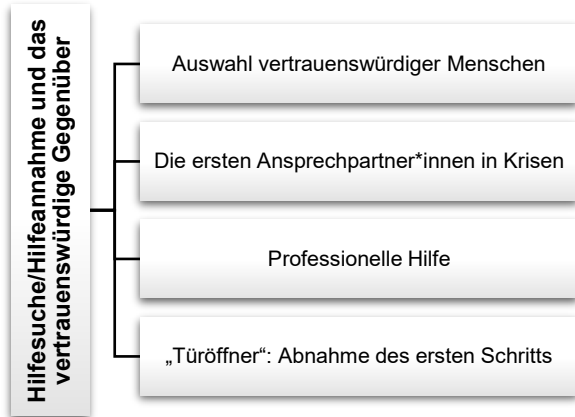 Hilfesuche/Hilfeannahme und das
vertrauenswürdige Gegenüber
Auswahl vertrauenswürdiger Menschen
Die ersten Ansprechpartner*innen in Krisen
Professionelle Hilfe
„Türöffner“: Abnahme des ersten Schritts